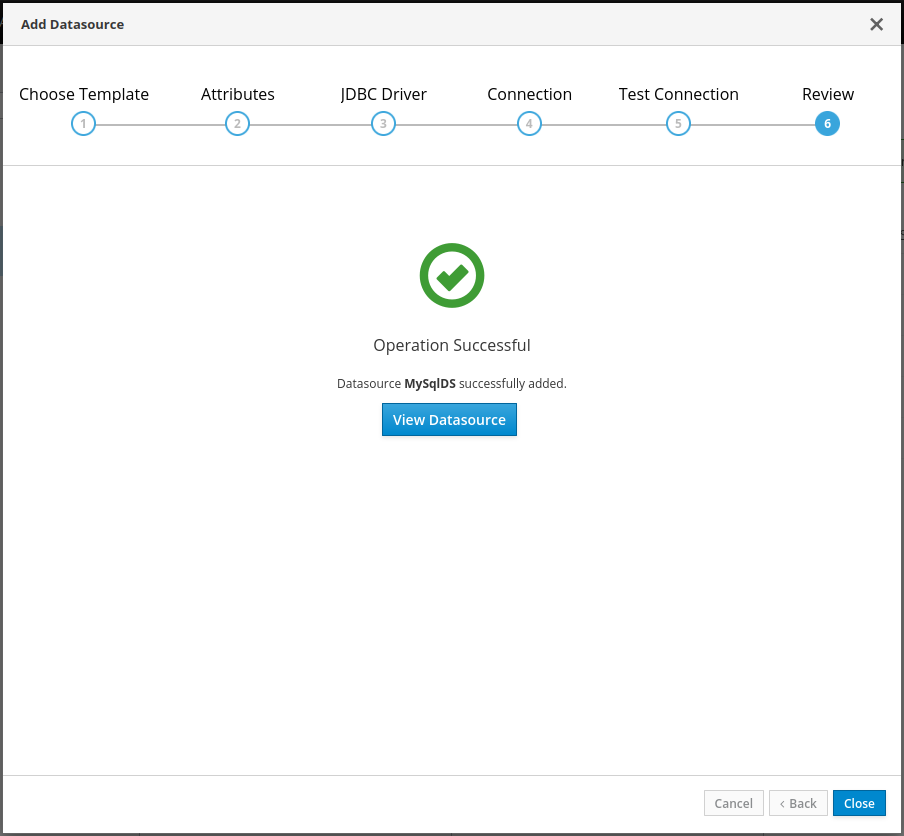 Add Datasource
Choose Template Attributes JDBC Driver Connection Test Connection Review
1 2 3 4 5 6
Operation Successful
Datasource MySqlDS successfully added.
View Datasource
Cancel ‹ Back Close